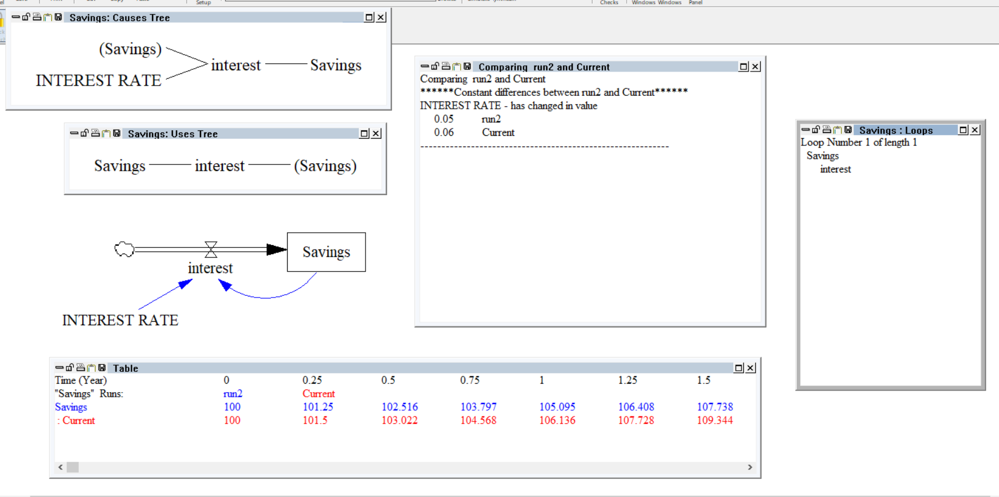 Setup
Checks
Windows Windows
Panel
Savings: Causes Tree
(Savings)
INTEREST RATE
interest
Savings
Savings: Uses Tree
Savings
interest
(Savings)
Savings
interest
INTEREST RATE
Comparing run2 and Current
Comparing run2 and Current
******Constant differences between run2 and Current******
INTEREST RATE - has changed in value
0.05 run2
0.06 Current
---------------------------------------------------------
Savings : Loops
Loop Number 1 of length 1
Savings
interest
Table
Time (Year) 0 0.25 0.5 0.75 1 1.25 1.5
"Savings" Runs: run2 Current
Savings 100 101.25 102.516 103.797 105.095 106.408 107.738
: Current 100 101.5 103.022 104.568 106.136 107.728 109.344